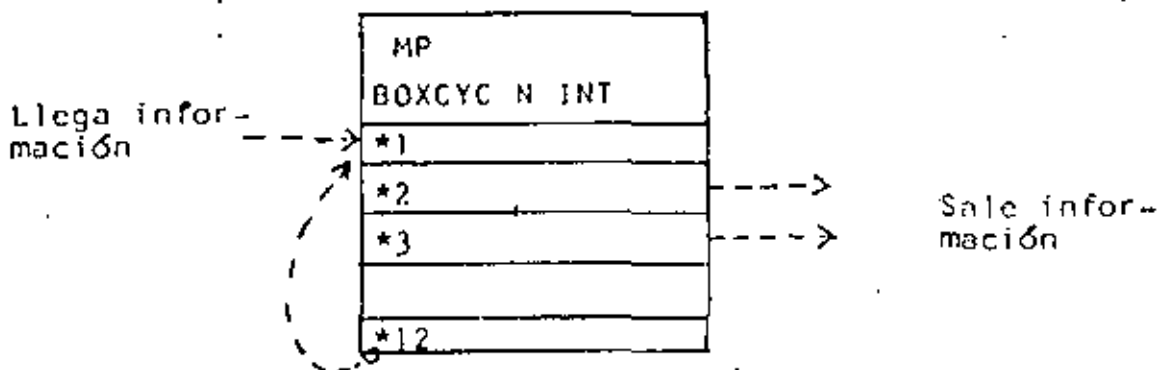 MP
BOXCYC N INT
Llega infor-
mación
*1
*2
*3
*12
Sale infor-
mación